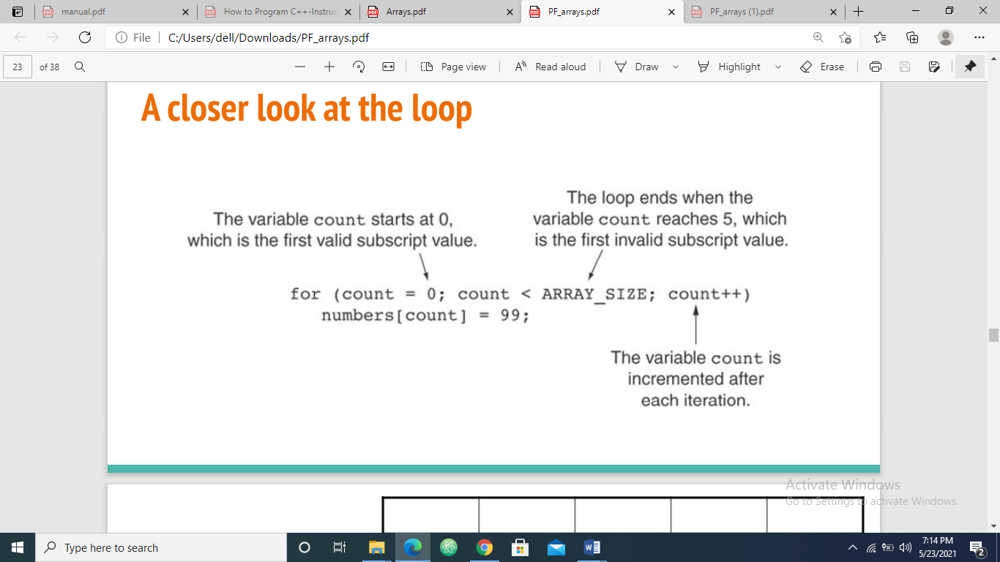 manual.pdf
How to Program C++-Instruc
Arrays.pdf
PF_arrays.pdf
PF_arrays (1).pdf
File
C:/Users/dell/Downloads/PF_arrays.pdf
23 of 38
Page view
Read aloud
Draw
Highlight
Erase
A closer look at the loop
The variable count starts at 0,
which is the first valid subscript value.
The loop ends when the
variable count reaches 5, which
is the first invalid subscript value.
for (count = 0; count < ARRAY_SIZE; count++)
numbers[count] = 99;
The variable count is
incremented after
each iteration.
Activate Windows
Go to Settings to activate Windows.
Type here to search
7:14 PM
5/23/2021
2